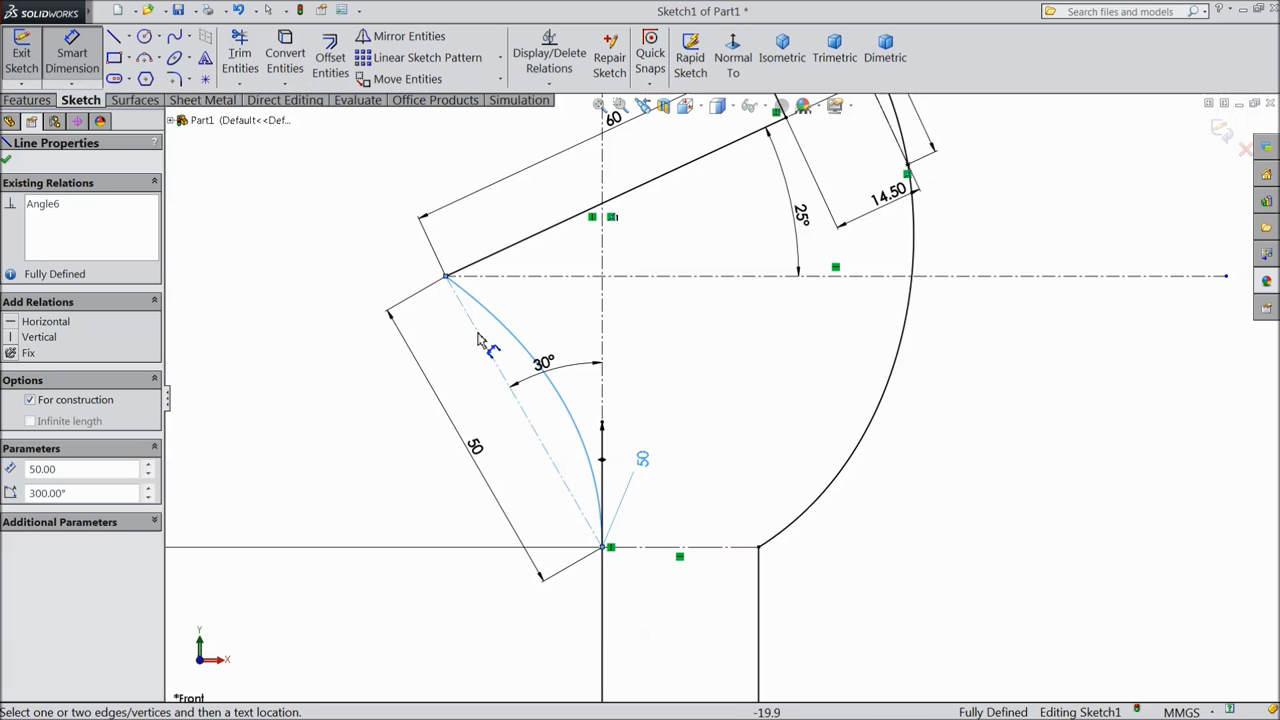 SOLIDWORKS
Sketch1 of Part1 *
Search files and models
Exit Sketch
Smart Dimension
Trim Entities
Convert Entities
Offset Entities
Mirror Entities
Linear Sketch Pattern
Move Entities
Display/Delete Relations
Repair Sketch
Quick Snaps
Rapid Sketch
Normal To
Isometric
Trimetric
Dimetric
Features
Sketch
Surfaces
Sheet Metal
Direct Editing
Evaluate
Office Products
Simulation
Part1 (Default<<Def...
Line Properties
?
Existing Relations
Angle6
Fully Defined
Add Relations
Horizontal
Vertical
Fix
Options
For construction
Infinite length
Parameters
50.00
300.00°
Additional Parameters
60
14.50
25°
30°
50
50
Y
X
*Front
Select one or two edges/vertices and then a text location.
-19.9
Fully Defined
Editing Sketch1
MMGS